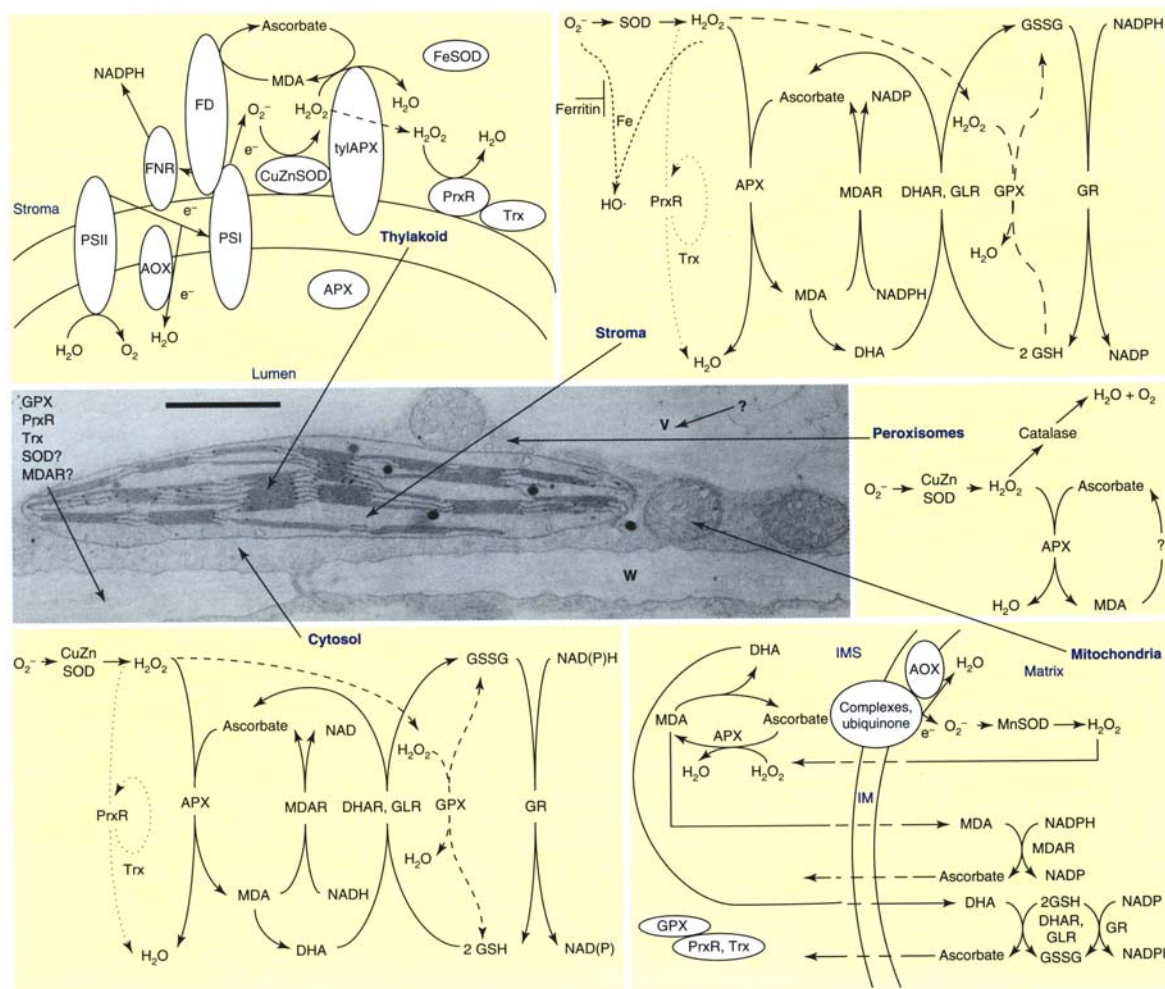 Ascorbate
FeSOD
NADPH
MDA
FD
O₂⁻
H₂O₂
H₂O
H₂O₂
H₂O
tylAPX
e⁻
FNR
CuZnSOD
PrxR
Trx
Stroma
e⁻
PSII
PSI
Thylakoid
AOX
e⁻
APX
H₂O
O₂
H₂O
Lumen
O₂⁻
SOD
H₂O₂
GSSG
NADPH
Ascorbate
NADP
Ferritin
Fe
H₂O₂
PrxR
APX
MDAR
DHAR, GLR
GPX
GR
HO·
H₂O
Trx
MDA
NADPH
Stroma
H₂O
DHA
2 GSH
NADP
GPX
PrxR
Trx
SOD?
MDAR?
?
V
W
Peroxisomes
H₂O + O₂
Catalase
O₂⁻
CuZn
SOD
H₂O₂
Ascorbate
APX
?
H₂O
MDA
Cytosol
O₂⁻
CuZn
SOD
H₂O₂
GSSG
NAD(P)H
Ascorbate
NAD
H₂O₂
PrxR
APX
MDAR
DHAR, GLR
GPX
GR
H₂O
Trx
MDA
NADH
H₂O
DHA
2 GSH
NAD(P)
Mitochondria
DHA
IMS
AOX
H₂O
Matrix
MDA
Ascorbate
Complexes,
ubiquinone
e⁻
O₂⁻
MnSOD
H₂O₂
APX
H₂O
H₂O₂
IM
MDA
NADPH
MDAR
Ascorbate
NADP
DHA
2GSH
NADP
DHAR,
GLR
GR
Ascorbate
GSSG
NADPH
GPX
PrxR, Trx